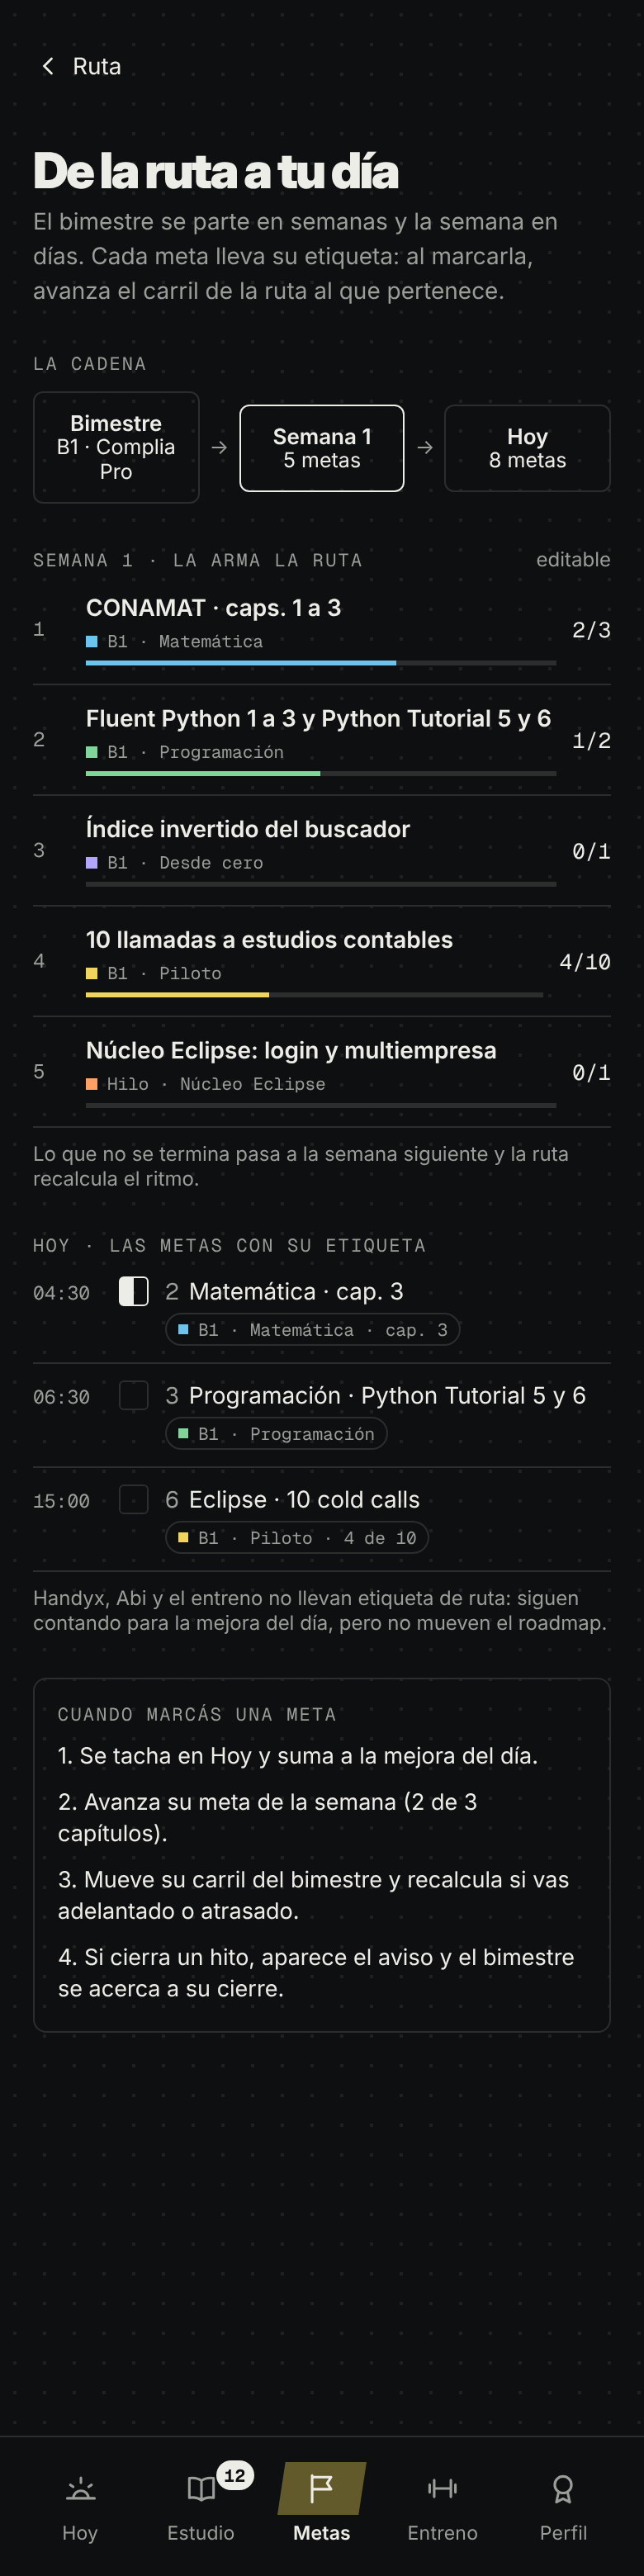 Ruta
De la ruta a tu día
El bimestre se parte en semanas y la semana en
días. Cada meta lleva su etiqueta: al marcarla,
avanza el carril de la ruta al que pertenece.
LA CADENA
Bimestre
B1 · Complia
Pro
→
Semana 1
5 metas
→
Hoy
8 metas
SEMANA 1 · LA ARMA LA RUTA
editable
1
CONAMAT · caps. 1 a 3
B1 · Matemática
2/3
2
Fluent Python 1 a 3 y Python Tutorial 5 y 6
B1 · Programación
1/2
3
Índice invertido del buscador
B1 · Desde cero
0/1
4
10 llamadas a estudios contables
B1 · Piloto
4/10
5
Núcleo Eclipse: login y multiempresa
Hilo · Núcleo Eclipse
0/1
Lo que no se termina pasa a la semana siguiente y la ruta
recalcula el ritmo.
HOY · LAS METAS CON SU ETIQUETA
04:30 2 Matemática · cap. 3
B1 · Matemática · cap. 3
06:30 3 Programación · Python Tutorial 5 y 6
B1 · Programación
15:00 6 Eclipse · 10 cold calls
B1 · Piloto · 4 de 10
Handyx, Abi y el entreno no llevan etiqueta de ruta: siguen
contando para la mejora del día, pero no mueven el roadmap.
CUANDO MARCÁS UNA META
1. Se tacha en Hoy y suma a la mejora del día.
2. Avanza su meta de la semana (2 de 3
capítulos).
3. Mueve su carril del bimestre y recalcula si vas
adelantado o atrasado.
4. Si cierra un hito, aparece el aviso y el bimestre
se acerca a su cierre.
12
Hoy
Estudio
Metas
Entreno
Perfil